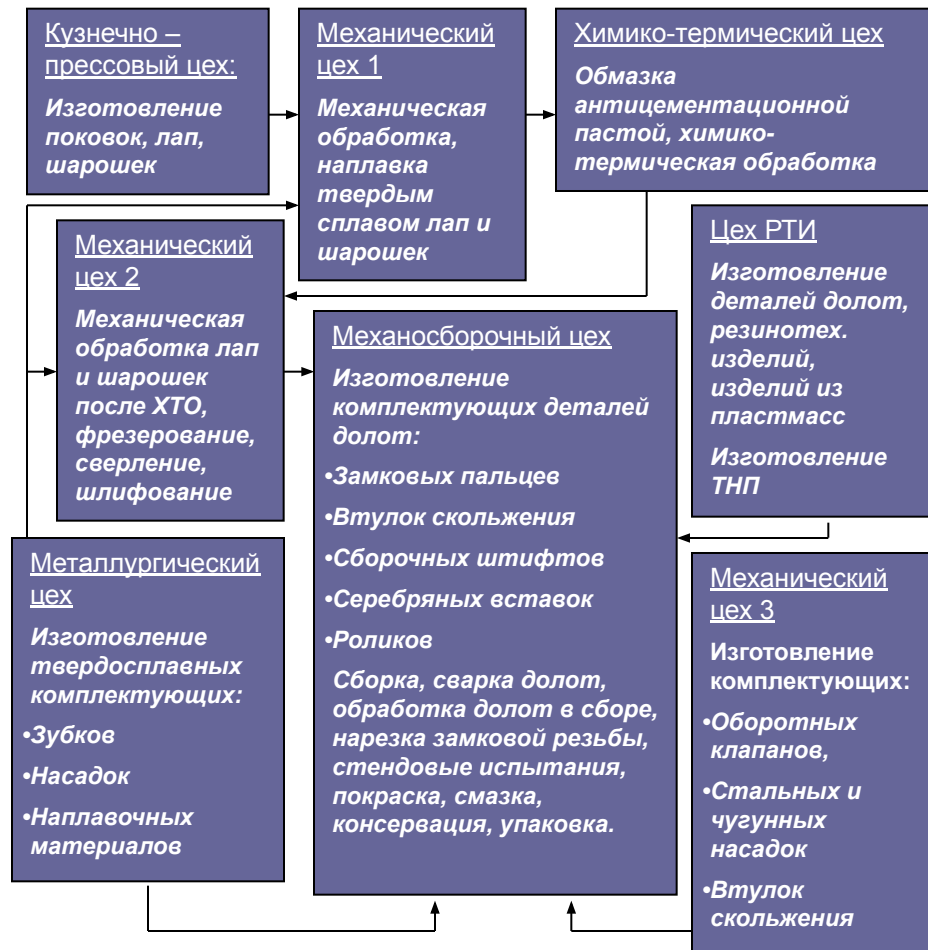 Кузнечно –
прессовый цех:
Изготовление
поковок, лап,
шарошек
Механический
цех 1
Механическая
обработка,
наплавка
твердым
сплавом лап и
шарошек
Химико-термический цех
Обмазка
антицементационной
пастой, химико-
термическая обработка
Механический
цех 2
Механическая
обработка лап
и шарошек
после ХТО,
фрезерование,
сверление,
шлифование
Механосборочный цех
Изготовление
комплектующих деталей
долот:
•Замковых пальцев
•Втулок скольжения
•Сборочных штифтов
•Серебряных вставок
•Роликов
Сборка, сварка долот,
обработка долот в сборе,
нарезка замковой резьбы,
стендовые испытания,
покраска, смазка,
консервация, упаковка.
Цех РТИ
Изготовление
деталей долот,
резинотех.
изделий,
изделий из
пластмасс
Изготовление
ТНП
Металлургический
цех
Изготовление
твердосплавных
комплектующих:
•Зубков
•Насадок
•Наплавочных
материалов
Механический
цех 3
Изготовление
комплектующих:
•Оборотных
клапанов,
•Стальных и
чугунных
насадок
•Втулок
скольжения